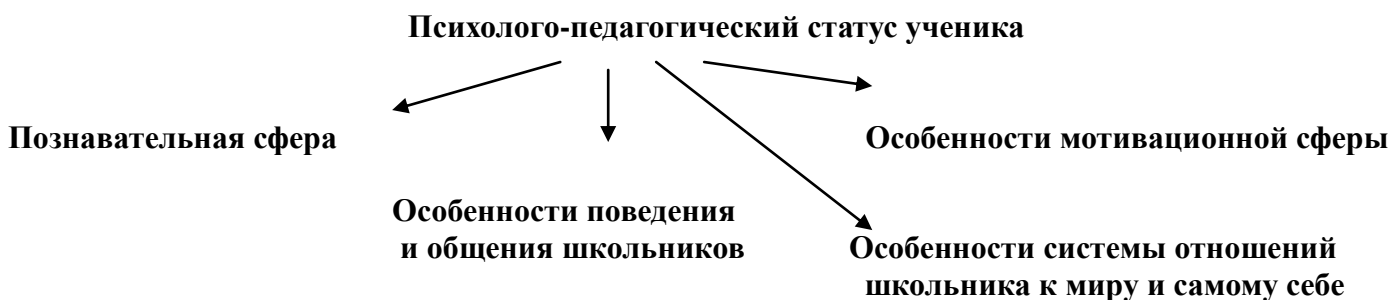 Психолого-педагогический статус ученика
Познавательная сфера
Особенности мотивационной сферы
Особенности поведения
и общения школьников
Особенности системы отношений
школьника к миру и самому себе